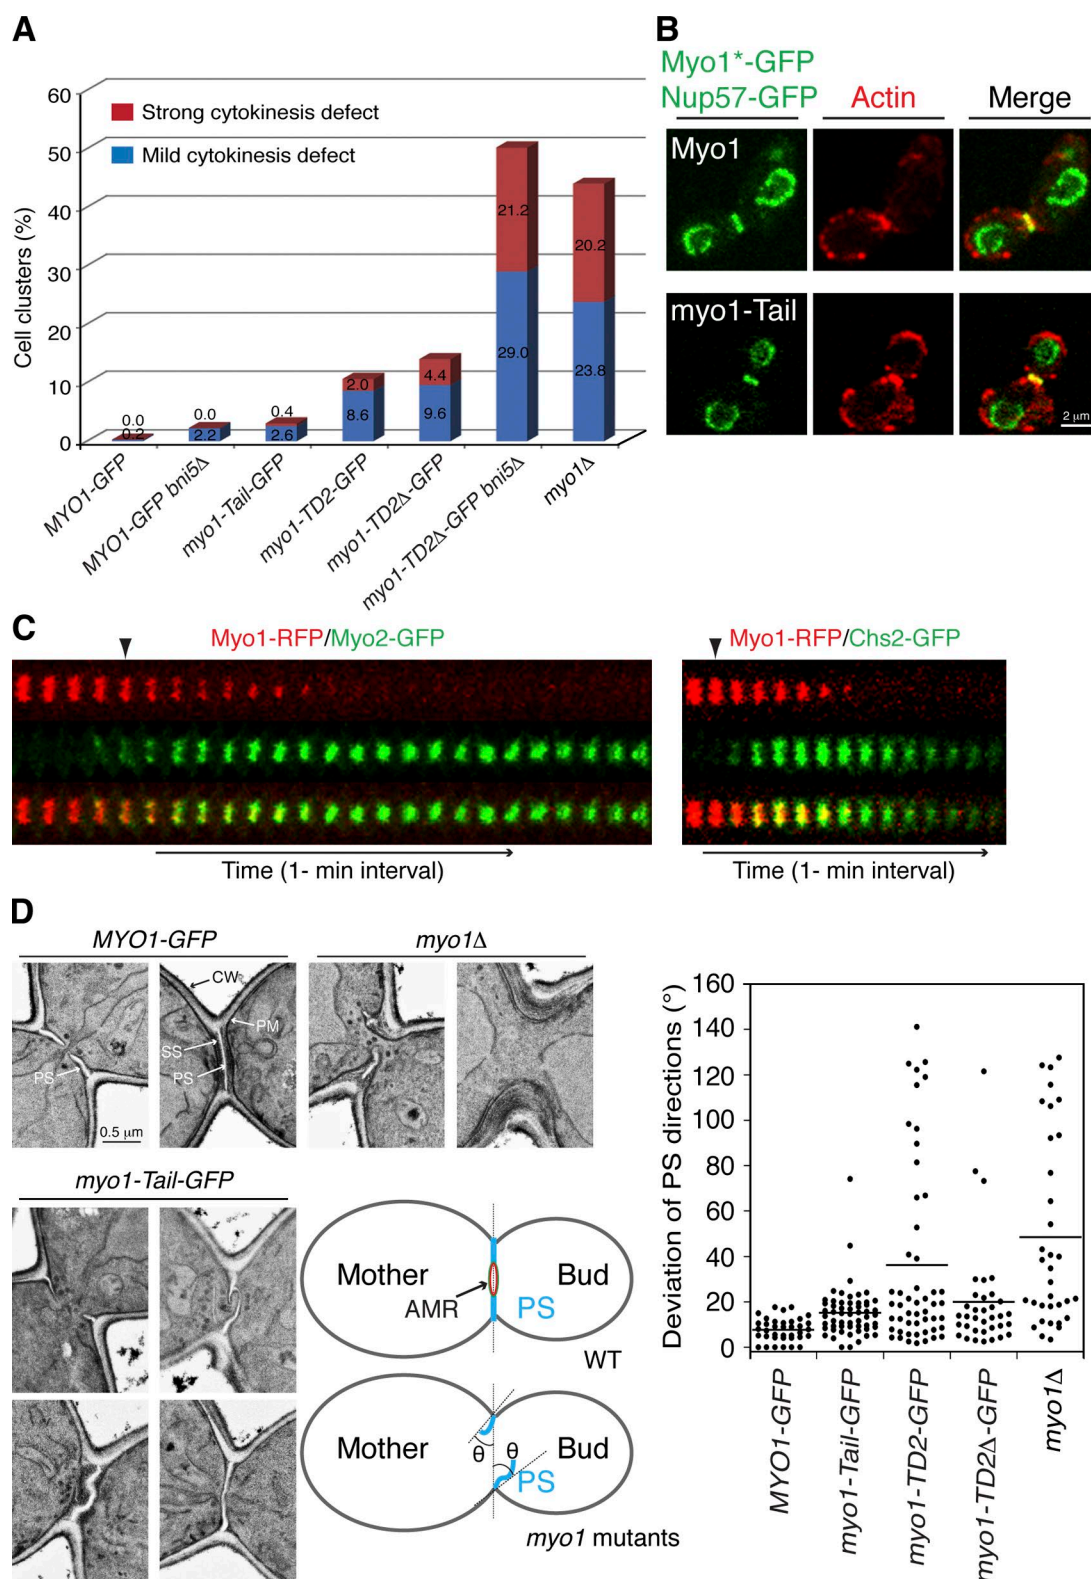 A
60
50
40
30
20
10
0
Cell clusters (%)
Strong cytokinesis defect
Mild cytokinesis defect
0.0
0.2
0.0
2.2
0.4
2.6
2.0
8.6
4.4
9.6
21.2
29.0
20.2
23.8
MYO1-GFP
MYO1-GFP bni5Δ
myo1-Tail-GFP
myo1-TD2-GFP
myo1-TD2Δ-GFP
myo1-TD2Δ-GFP bni5Δ
myo1Δ
B
Myo1*-GFP
Nup57-GFP Actin Merge
Myo1
myo1-Tail
2 μm
C
Myo1-RFP/Myo2-GFP
Time (1- min interval)
Myo1-RFP/Chs2-GFP
Time (1- min interval)
D
MYO1-GFP
myo1Δ
CW
PM
SS
PS
PS
0.5 μm
myo1-Tail-GFP
Mother Bud
AMR PS
WT
Mother θ θ Bud
PS
myo1 mutants
Deviation of PS directions (°)
160
140
120
100
80
60
40
20
0
MYO1-GFP
myo1-Tail-GFP
myo1-TD2-GFP
myo1-TD2Δ-GFP
myo1Δ